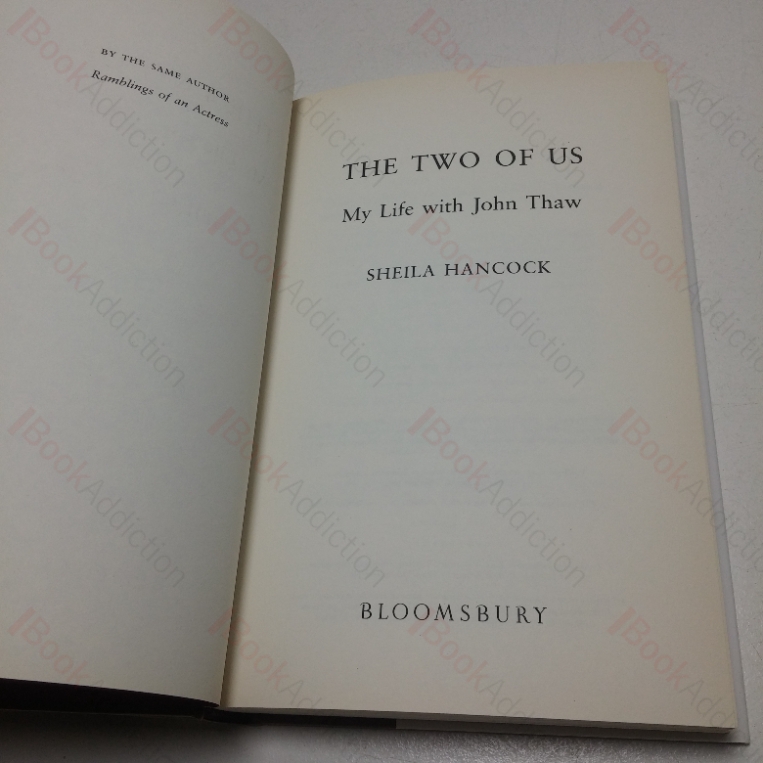 BY THE SAME AUTHOR
Ramblings of an Actress
THE TWO OF US
My Life with John Thaw
SHEILA HANCOCK
BLOOMSBURY
BookAddiction